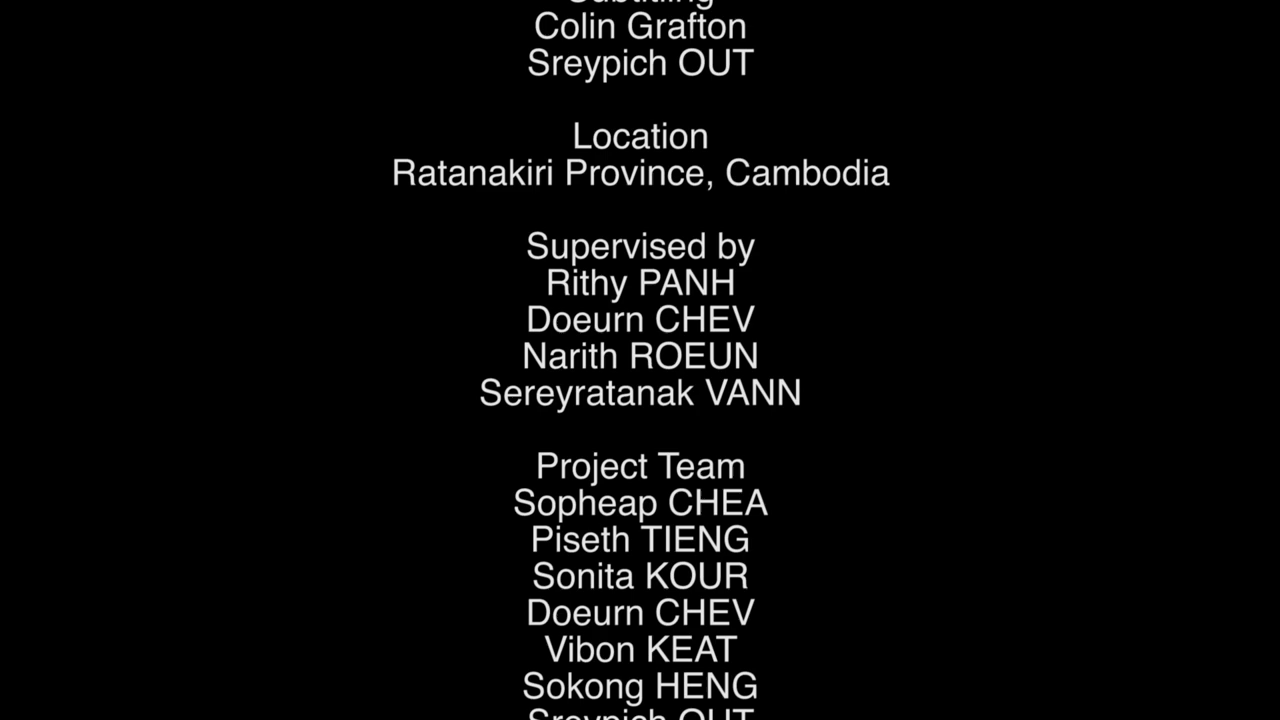 Subtitling
Colin Grafton
Sreypich OUT
Location
Ratanakiri Province, Cambodia
Supervised by
Rithy PANH
Doeurn CHEV
Narith ROEUN
Sereyratanak VANN
Project Team
Sopheap CHEA
Piseth TIENG
Sonita KOUR
Doeurn CHEV
Vibon KEAT
Sokong HENG
Sreypich OUT